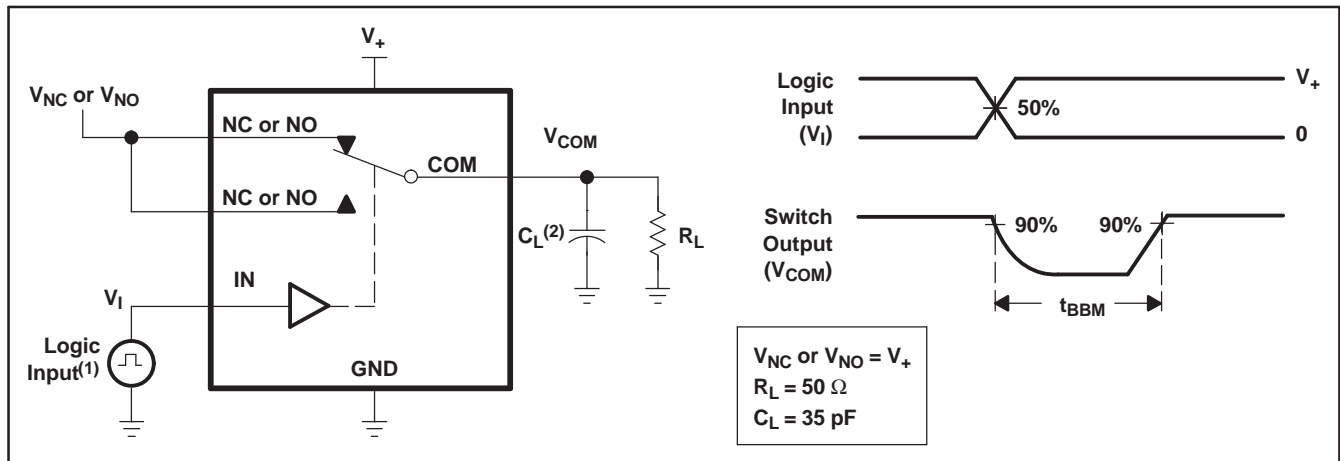 V+
VNC or VNO
NC or NO
VCOM
COM
NC or NO
CL(2)
RL
IN
VI
Logic
Input(1)
GND
Logic
Input
(VI)
V+
50%
0
Switch
Output
(VCOM)
90%
90%
tBBM
VNC or VNO = V+
RL = 50 Ω
CL = 35 pF